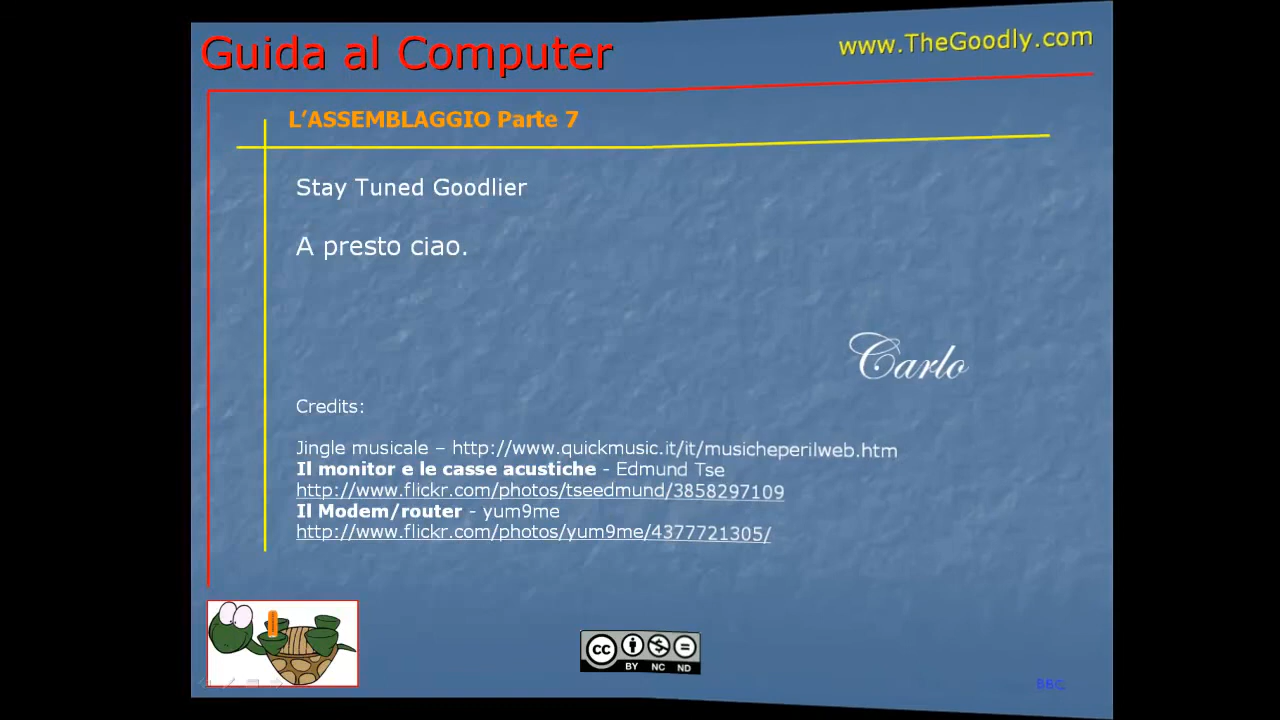 Guida al Computer
www.TheGoodly.com
L’ASSEMBLAGGIO Parte 7
Stay Tuned Goodlier
A presto ciao.
Carlo
Credits:
Jingle musicale – http://www.quickmusic.it/it/musicheperilweb.htm
Il monitor e le casse acustiche - Edmund Tse
http://www.flickr.com/photos/tseedmund/3858297109
Il Modem/router - yum9me
http://www.flickr.com/photos/yum9me/4377721305/
cc
BY NC ND